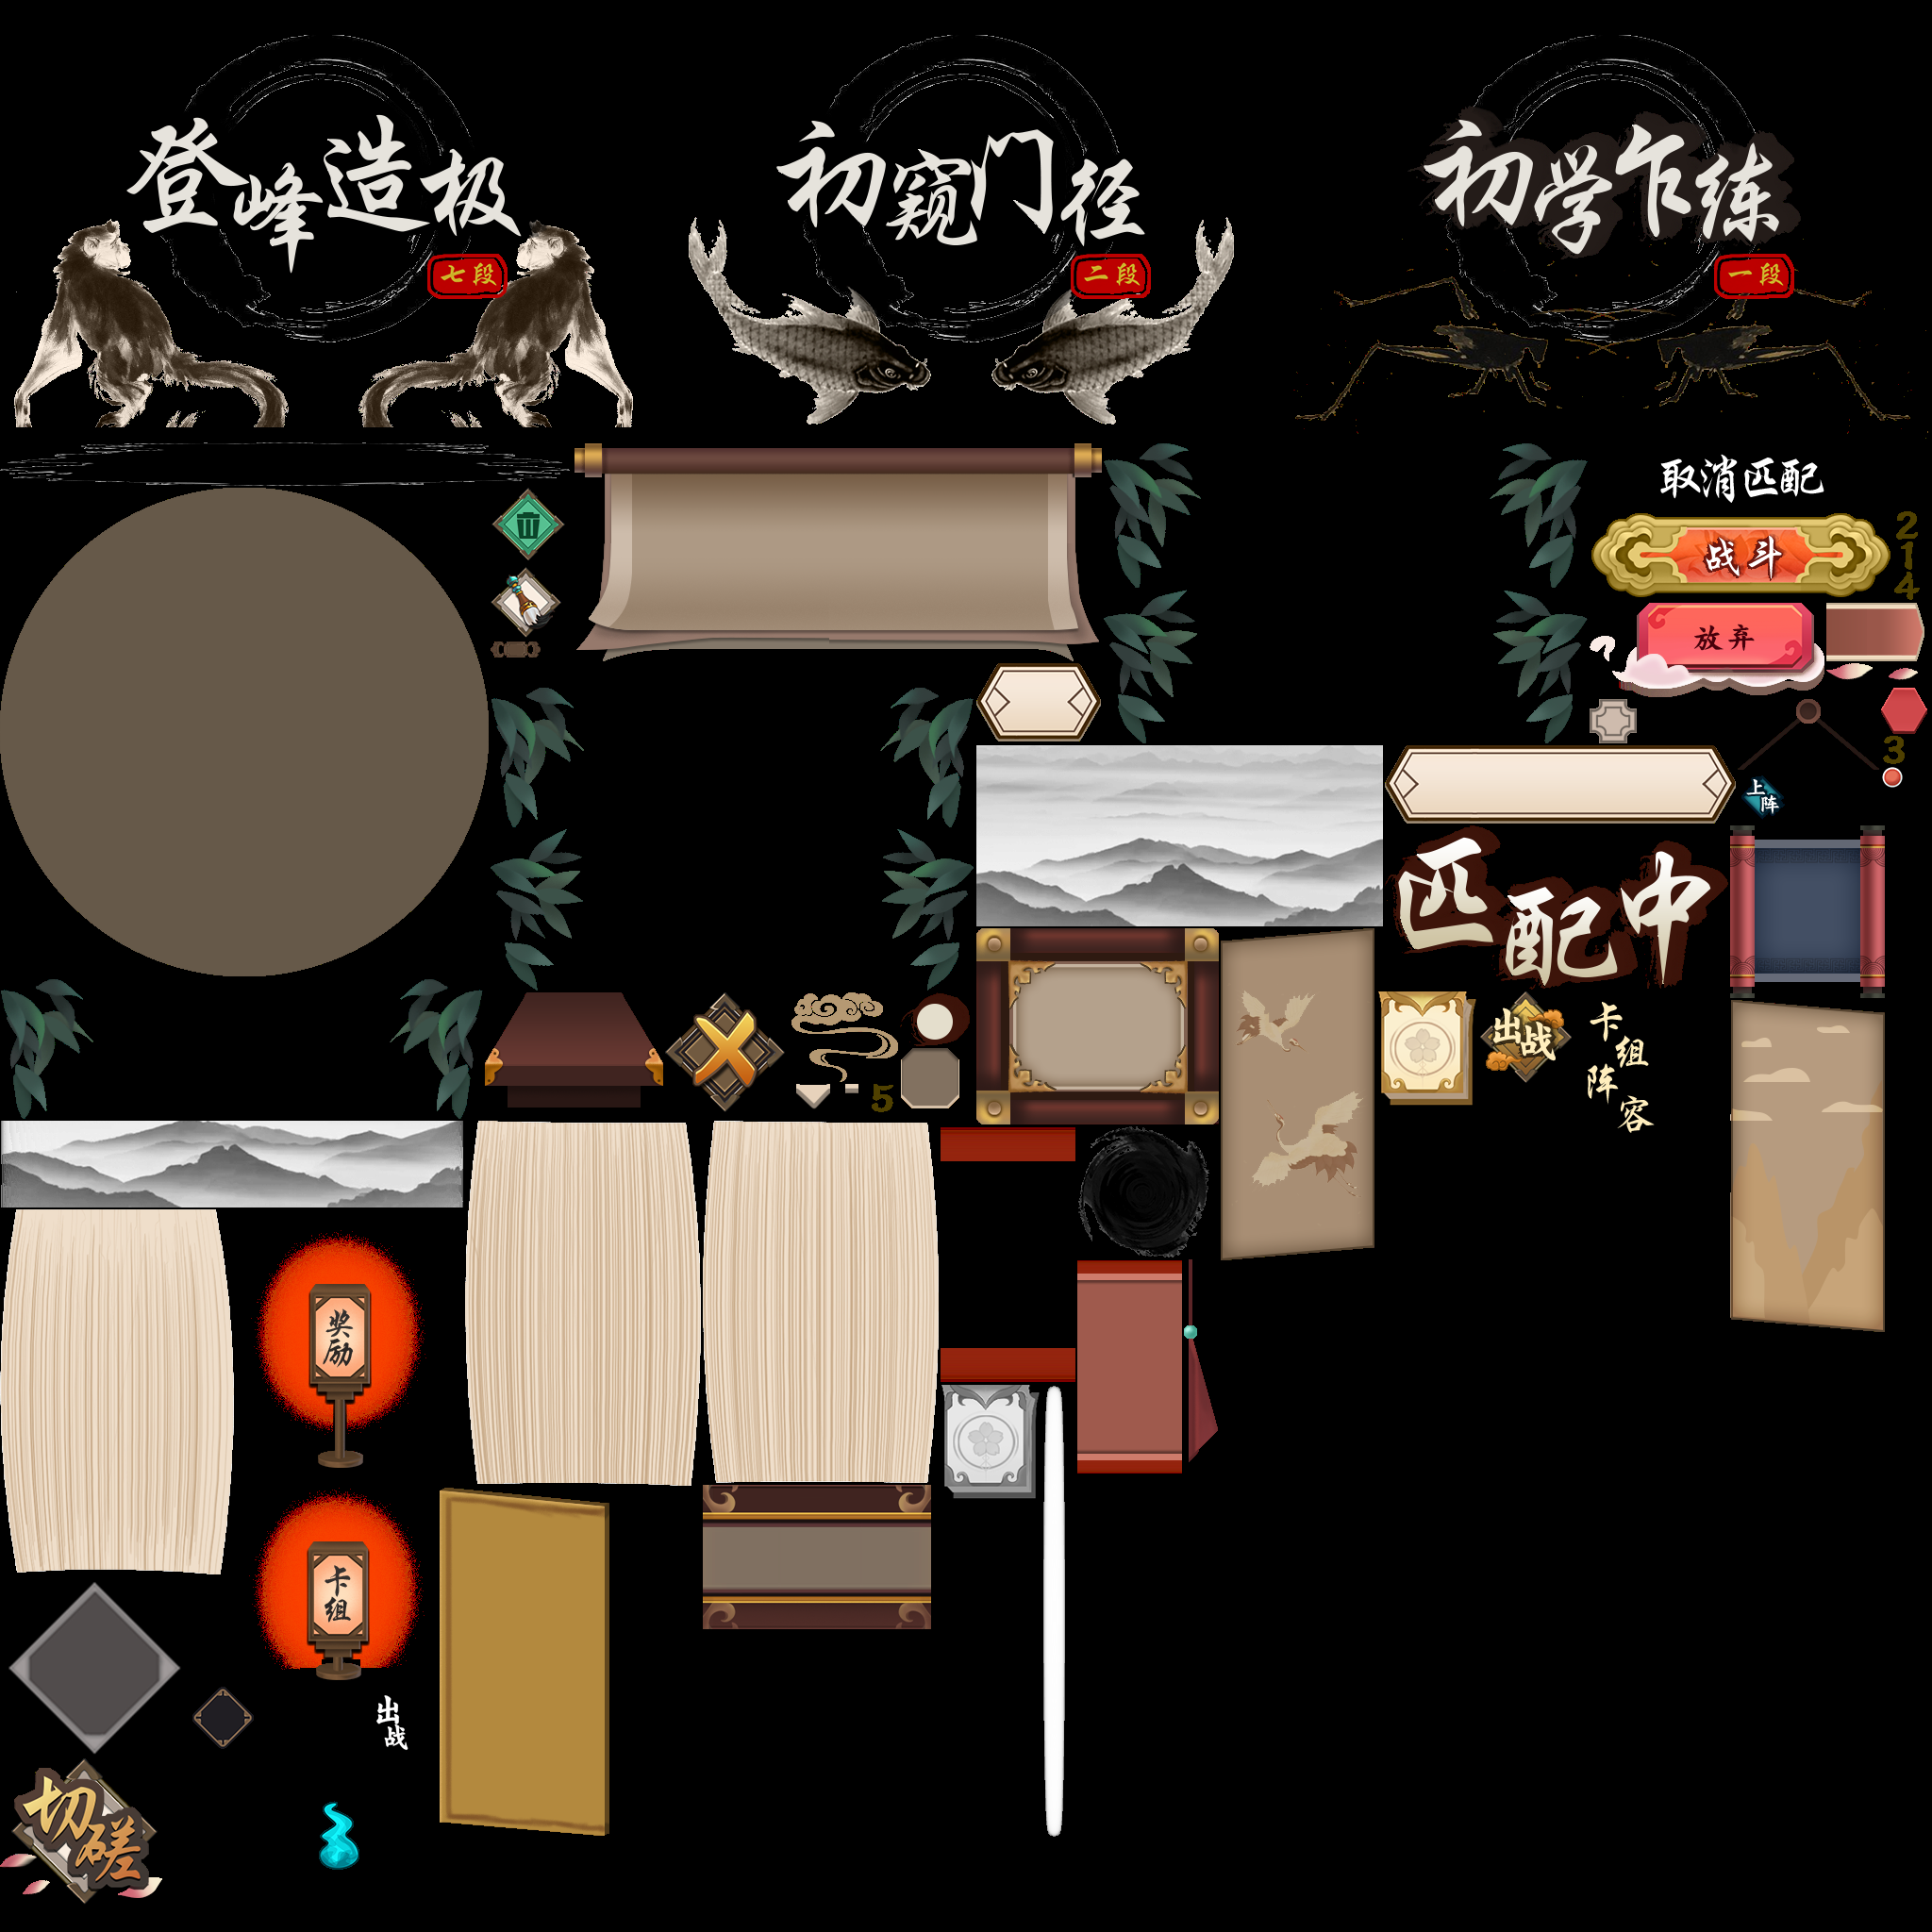 登峰造极
七段
初窥门径
二段
初学乍练
一段
取消匹配
战斗
2
1
4
放弃
3
上阵
匹配中
出战
卡组
阵容
5
奖励
卡组
出战
切磋